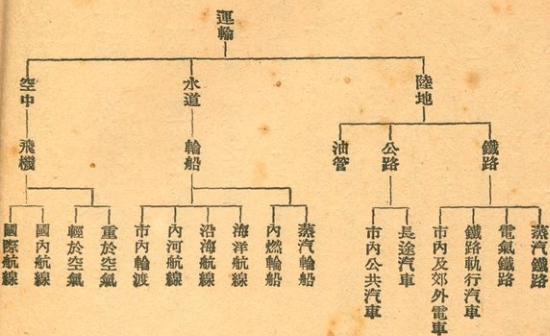 運輸
陸地
水道
空中
鐵路
公路
油管
輪船
飛機
蒸汽鐵路
電氣鐵路
鐵路軌行汽車
市內及郊外電車
長途汽車
市內公共汽車
蒸汽輪船
內燃輪船
海洋航線
沿海航線
內河航線
市內輪渡
重於空氣
輕於空氣
國內航線
國際航線